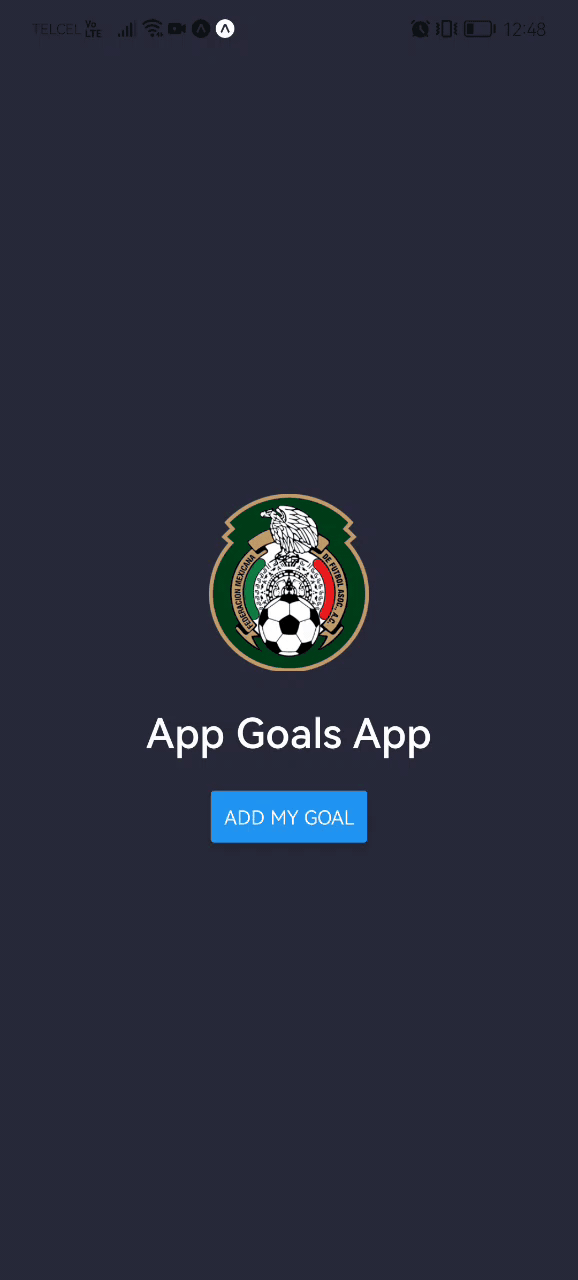 TELCEL Vo LTE 12:48
FEDERACION MEXICANA
DE FUTBOL ASOC. A.C.
App Goals App
ADD MY GOAL